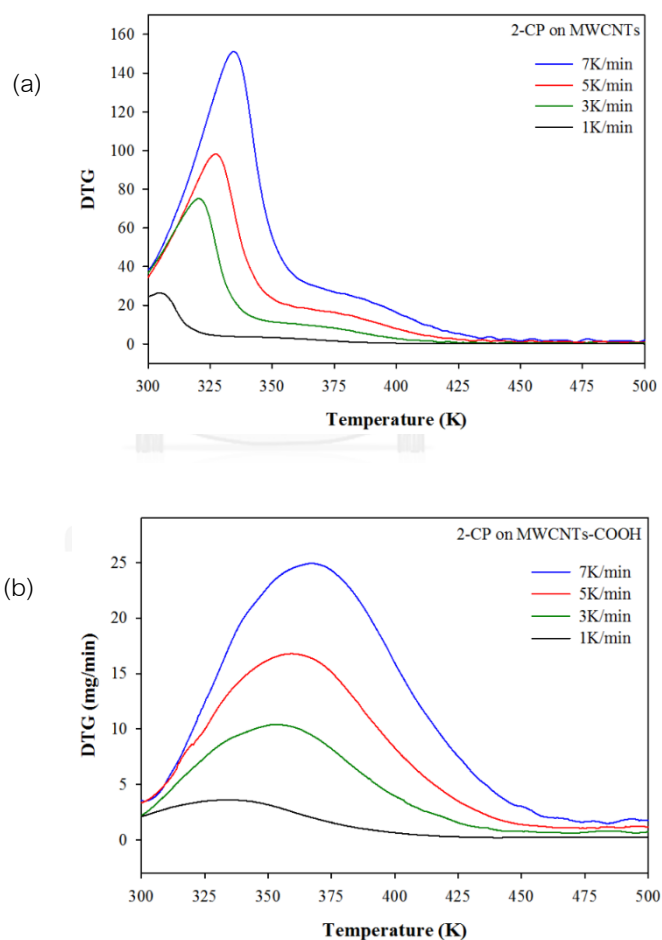 (a)
2-CP on MWCNTs
7K/min
5K/min
3K/min
1K/min
DTG
160
140
120
100
80
60
40
20
0
300 325 350 375 400 425 450 475 500
Temperature (K)
(b)
2-CP on MWCNTs-COOH
7K/min
5K/min
3K/min
1K/min
DTG (mg/min)
25
20
15
10
5
0
300 325 350 375 400 425 450 475 500
Temperature (K)